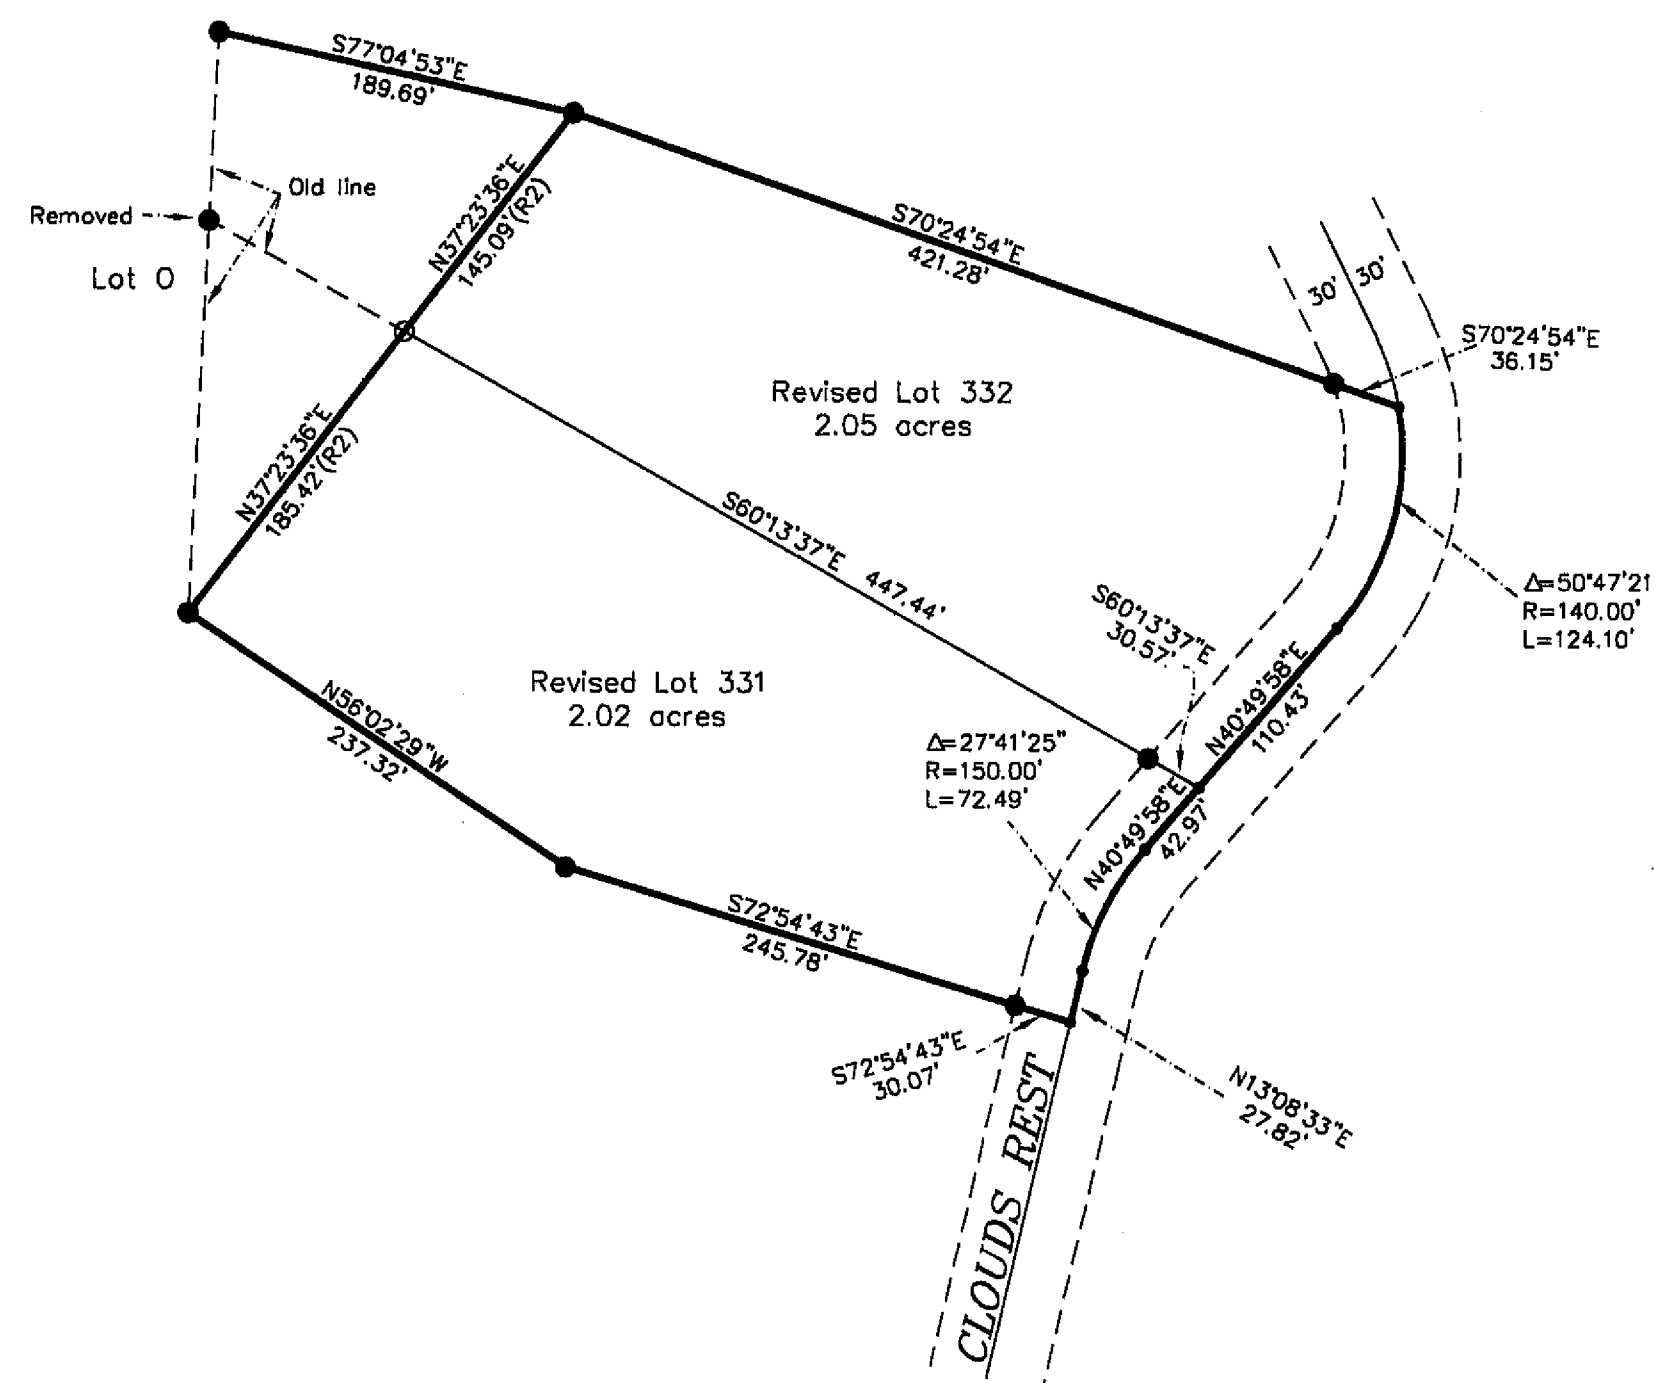 S77°04'53"E
189.69'
Old line
Removed
Lot O
N37°23'36"E
145.09'(R2)
S70°24'54"E
421.28'
30' 30'
S70°24'54"E
36.15'
Revised Lot 332
2.05 acres
N37°23'36"E
185.42'(R2)
S60°13'37"E 447.44'
S60°13'37"E
30.57'
Δ=50°47'21
R=140.00'
L=124.10'
Revised Lot 331
2.02 acres
N56°02'29"W
237.32'
N40°49'58"E
110.43'
Δ=27°41'25"
R=150.00'
L=72.49'
N40°49'58"E
42.97'
S72°54'43"E
245.78'
S72°54'43"E
30.07'
N13°08'33"E
27.82'
CLOUDS REST